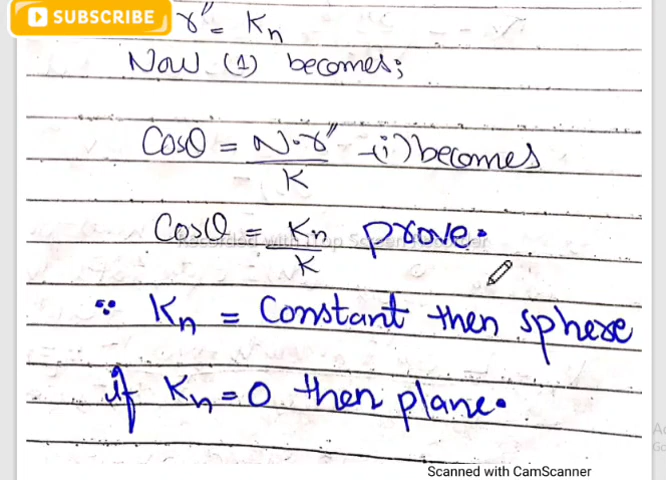 SUBSCRIBE
r'' = Kn
Now (1) becomes;
Cosθ = N·r''/K -(i) becomes
Cosθ = Kn/K prove.
∵ Kn = Constant then sphere
if Kn = 0 then plane.
Scanned with CamScanner